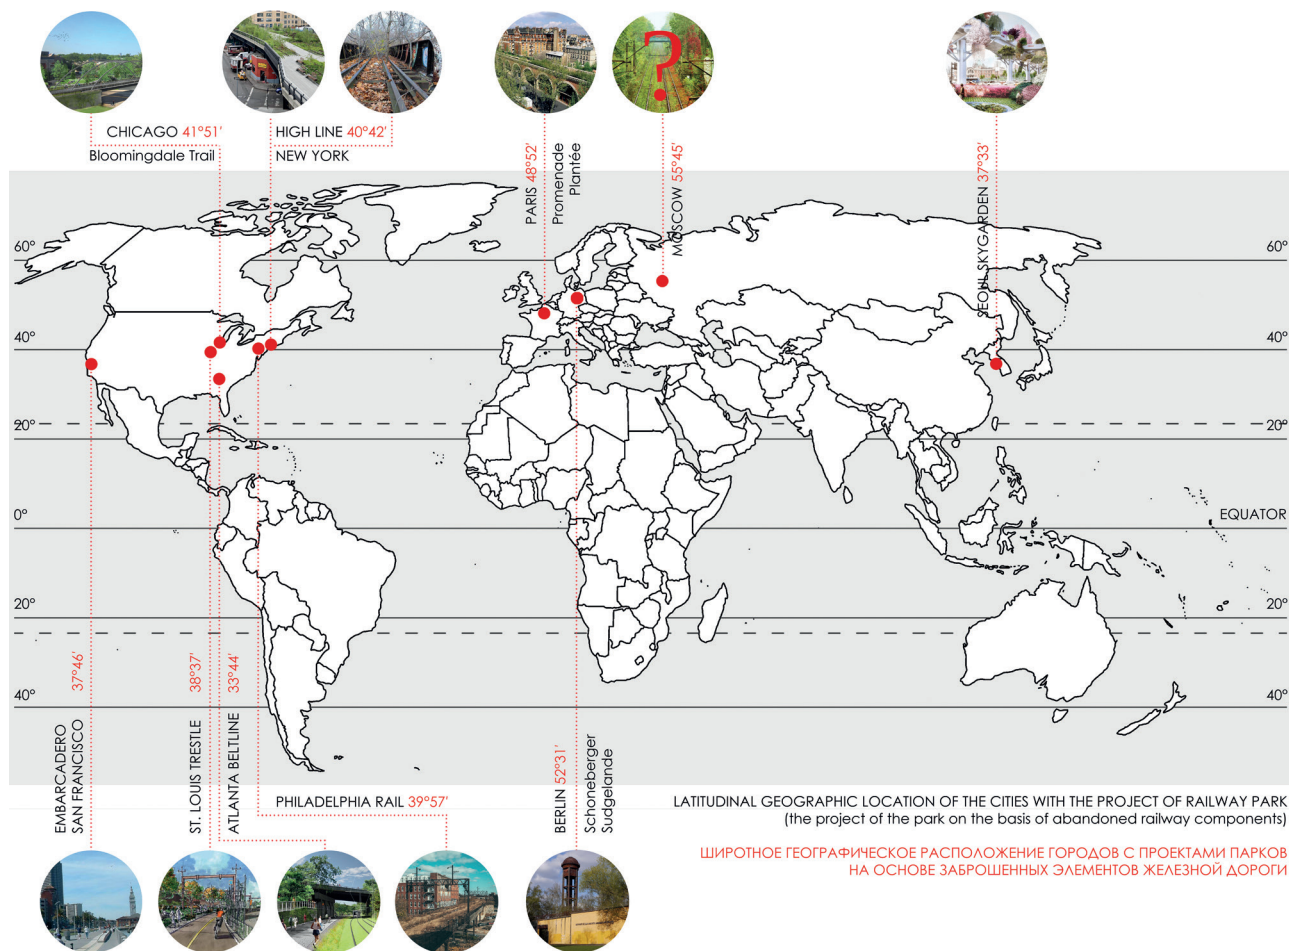 ?
CHICAGO 41°51'
Bloomingdale Trail
HIGH LINE 40°42'
NEW YORK
PARIS 48°52'
Promenade
Plantée
MOSCOW 55°45'
SEOUL SKYGARDEN 37°33'
60°
60°
40°
40°
20°
20°
0°
EQUATOR
20°
20°
40°
40°
37°46'
EMBARCADERO
SAN FRANCISCO
38°37'
ST. LOUIS TRESTLE
33°44'
ATLANTA BELTLINE
PHILADELPHIA RAIL 39°57'
BERLIN 52°31'
Schoneberger
Sudgelande
LATITUDINAL GEOGRAPHIC LOCATION OF THE CITIES WITH THE PROJECT OF RAILWAY PARK
(the project of the park on the basis of abandoned railway components)
ШИРОТНОЕ ГЕОГРАФИЧЕСКОЕ РАСПОЛОЖЕНИЕ ГОРОДОВ С ПРОЕКТАМИ ПАРКОВ
НА ОСНОВЕ ЗАБРОШЕННЫХ ЭЛЕМЕНТОВ ЖЕЛЕЗНОЙ ДОРОГИ